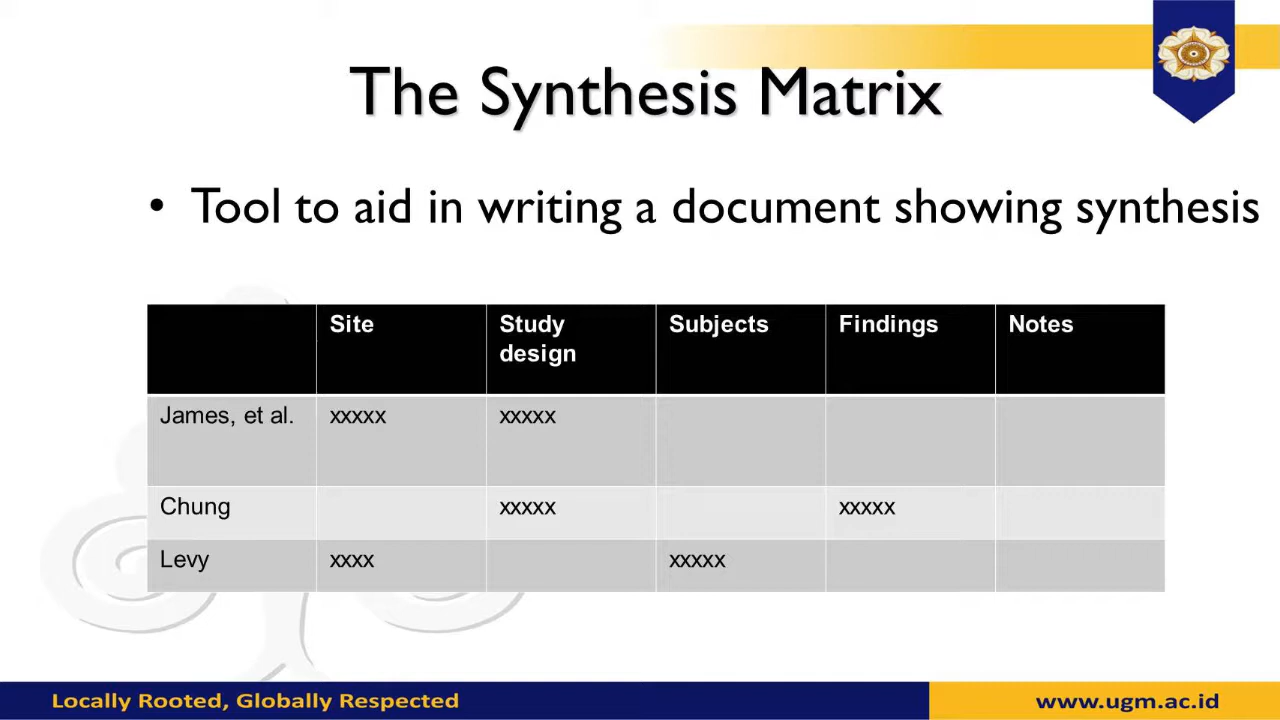 The Synthesis Matrix
• Tool to aid in writing a document showing synthesis
Site Study design Subjects Findings Notes
James, et al. xxxxx xxxxx
Chung xxxxx xxxxx
Levy xxxx xxxxx
Locally Rooted, Globally Respected www.ugm.ac.id